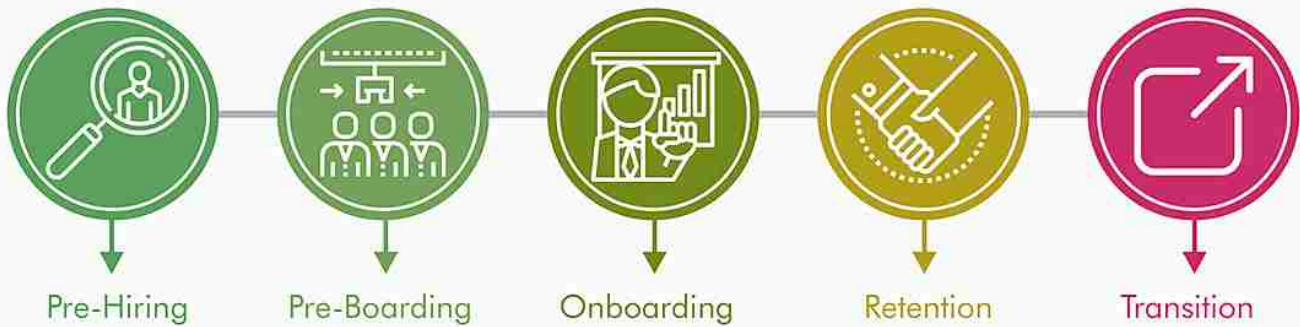 Pre-Hiring
Pre-Boarding
Onboarding
Retention
Transition